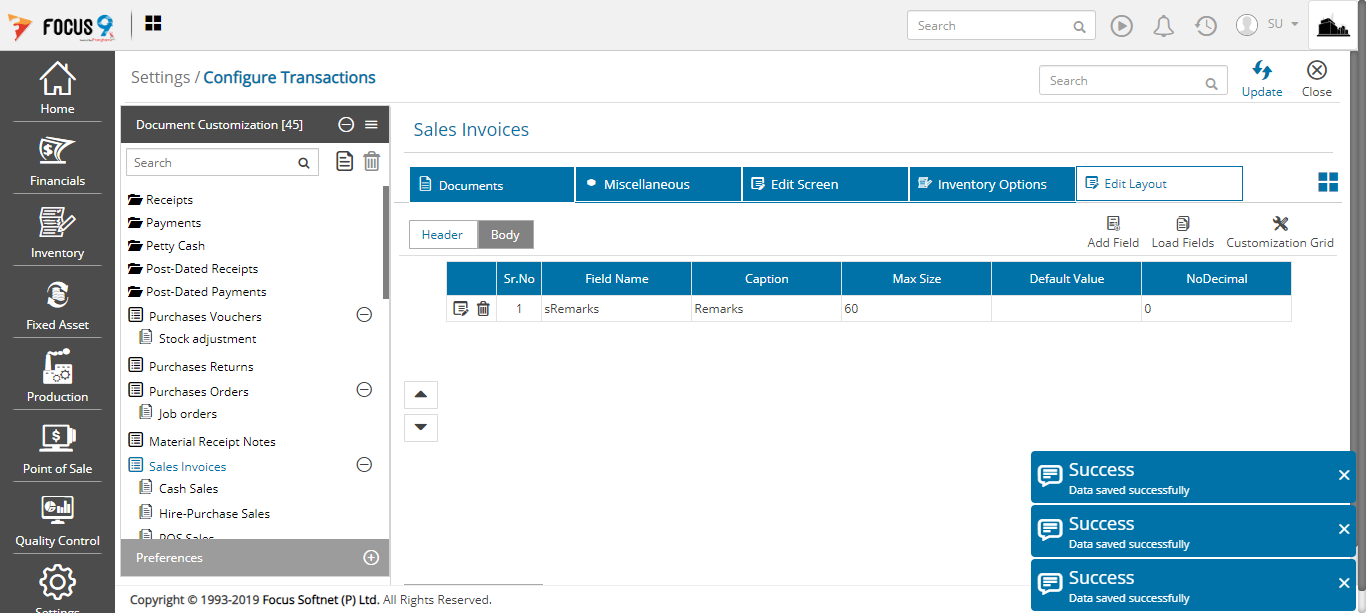 FOCUS 9
Search
SU
Home
Financials
Inventory
Fixed Asset
Production
Point of Sale
Quality Control
Settings
Settings / Configure Transactions
Search
Update
Close
Document Customization [45]
Search
Receipts
Payments
Petty Cash
Post-Dated Receipts
Post-Dated Payments
Purchases Vouchers
Stock adjustment
Purchases Returns
Purchases Orders
Job orders
Material Receipt Notes
Sales Invoices
Cash Sales
Hire-Purchase Sales
POS Sales
Preferences
Sales Invoices
Documents Miscellaneous Edit Screen Inventory Options Edit Layout
Header Body
Add Field Load Fields Customization Grid
Sr.No Field Name Caption Max Size Default Value NoDecimal
1 sRemarks Remarks 60 0
Success
Data saved successfully
Success
Data saved successfully
Success
Data saved successfully
Copyright © 1993-2019 Focus Softnet (P) Ltd. All Rights Reserved.